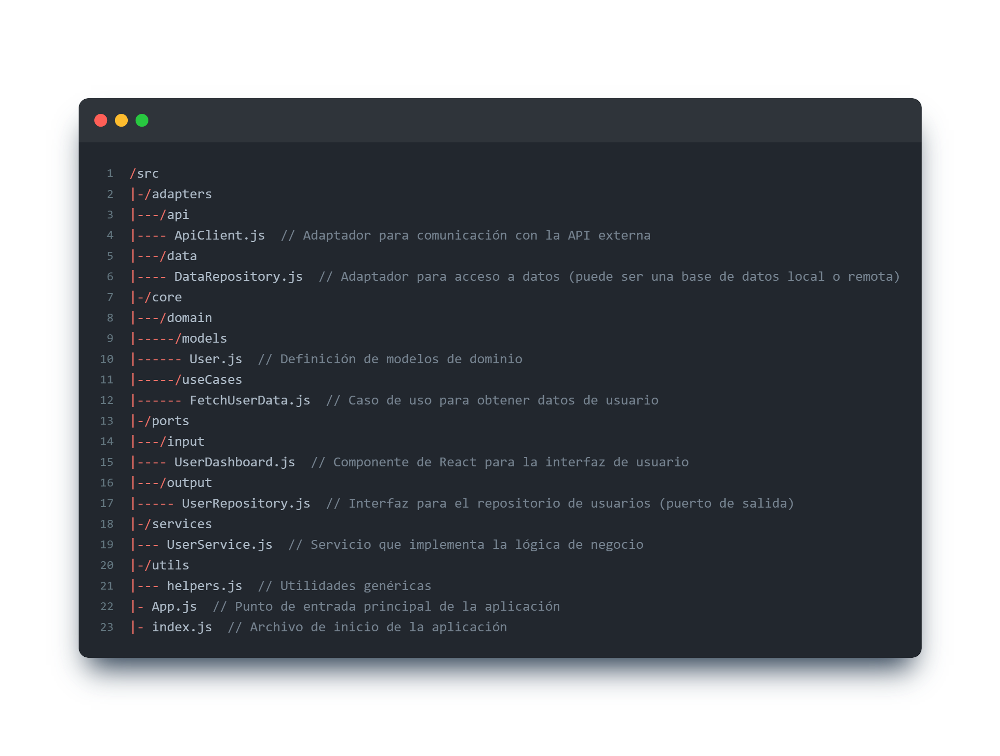 1 /src
2 |-/adapters
3 |---/api
4 |---- ApiClient.js  // Adaptador para comunicación con la API externa
5 |---/data
6 |---- DataRepository.js  // Adaptador para acceso a datos (puede ser una base de datos local o remota)
7 |-/core
8 |---/domain
9 |-----/models
10 |------ User.js  // Definición de modelos de dominio
11 |-----/useCases
12 |------ FetchUserData.js  // Caso de uso para obtener datos de usuario
13 |-/ports
14 |---/input
15 |---- UserDashboard.js  // Componente de React para la interfaz de usuario
16 |---/output
17 |----- UserRepository.js  // Interfaz para el repositorio de usuarios (puerto de salida)
18 |-/services
19 |--- UserService.js  // Servicio que implementa la lógica de negocio
20 |-/utils
21 |--- helpers.js  // Utilidades genéricas
22 |- App.js  // Punto de entrada principal de la aplicación
23 |- index.js  // Archivo de inicio de la aplicación